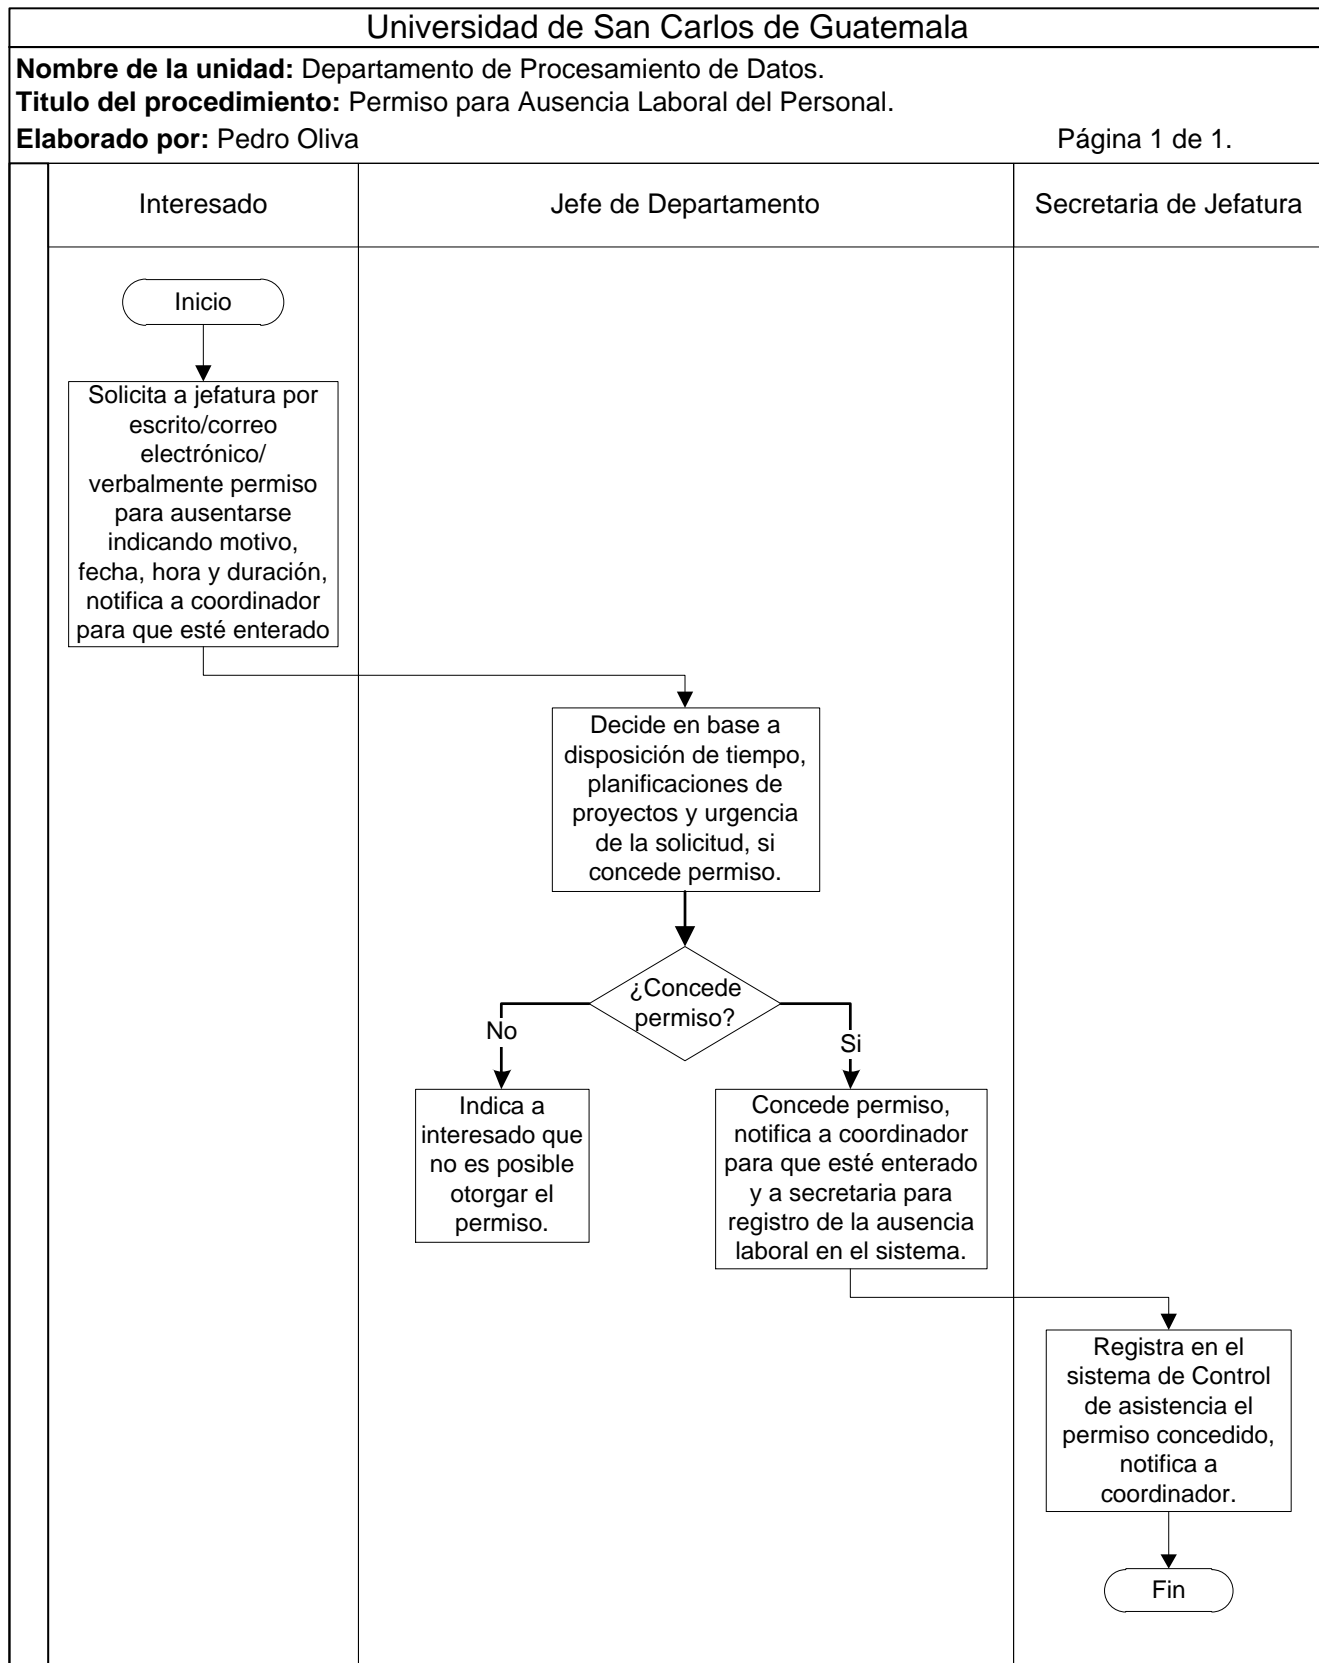 Universidad de San Carlos de Guatemala
Nombre de la unidad: Departamento de Procesamiento de Datos.
Titulo del procedimiento: Permiso para Ausencia Laboral del Personal.
Elaborado por: Pedro Oliva
Página 1 de 1.
Interesado
Jefe de Departamento
Secretaria de Jefatura
Inicio
Solicita a jefatura por
escrito/correo
electrónico/
verbalmente permiso
para ausentarse
indicando motivo,
fecha, hora y duración,
notifica a coordinador
para que esté enterado
Decide en base a
disposición de tiempo,
planificaciones de
proyectos y urgencia
de la solicitud, si
concede permiso.
¿Concede
permiso?
No
Si
Indica a
interesado que
no es posible
otorgar el
permiso.
Concede permiso,
notifica a coordinador
para que esté enterado
y a secretaria para
registro de la ausencia
laboral en el sistema.
Registra en el
sistema de Control
de asistencia el
permiso concedido,
notifica a
coordinador.
Fin